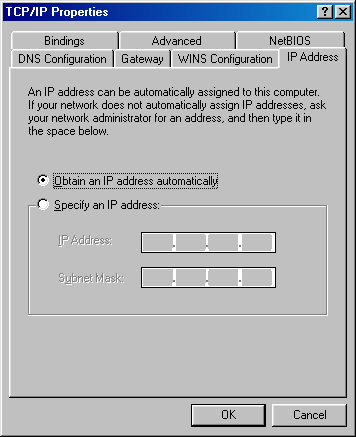 TCP/IP Properties
Bindings Advanced NetBIOS
DNS Configuration Gateway WINS Configuration IP Address
An IP address can be automatically assigned to this computer.
If your network does not automatically assign IP addresses, ask
your network administrator for an address, and then type it in
the space below.
Obtain an IP address automatically
Specify an IP address:
IP Address:
Subnet Mask:
OK Cancel